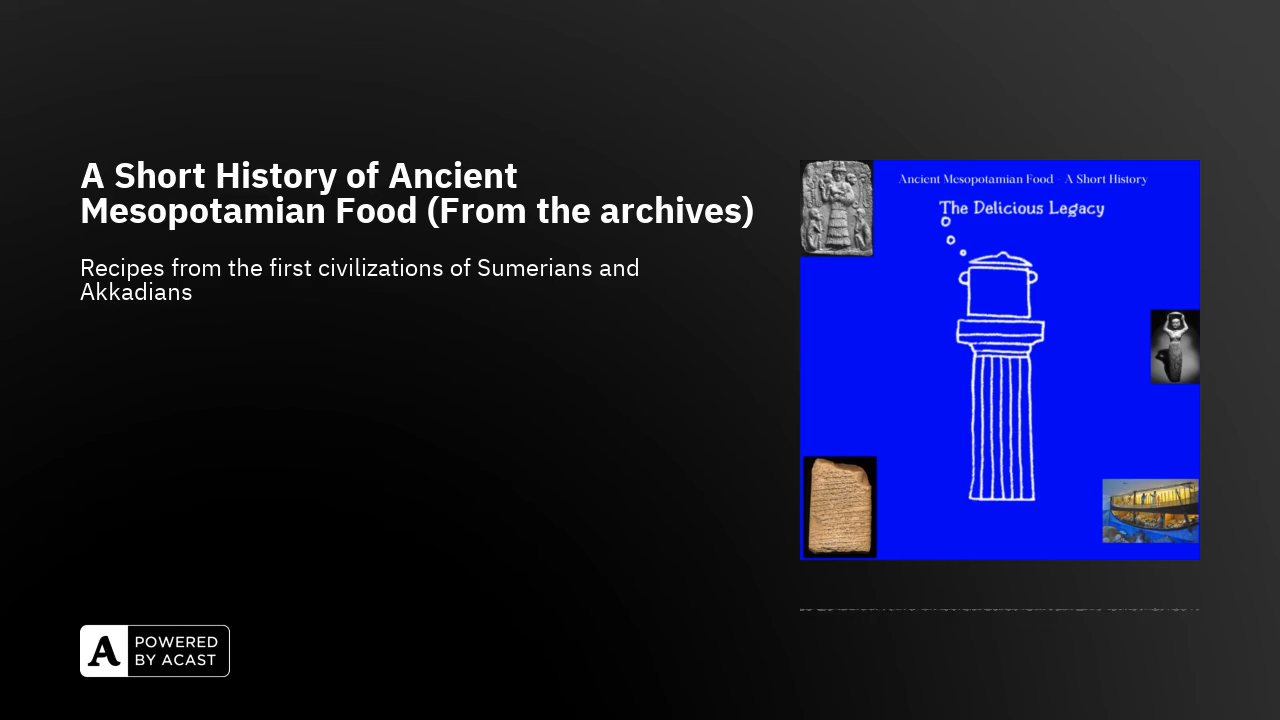 A Short History of Ancient
Mesopotamian Food (From the archives)
Recipes from the first civilizations of Sumerians and
Akkadians
Ancient Mesopotamian Food - A Short History
The Delicious Legacy
A POWERED
BY ACAST